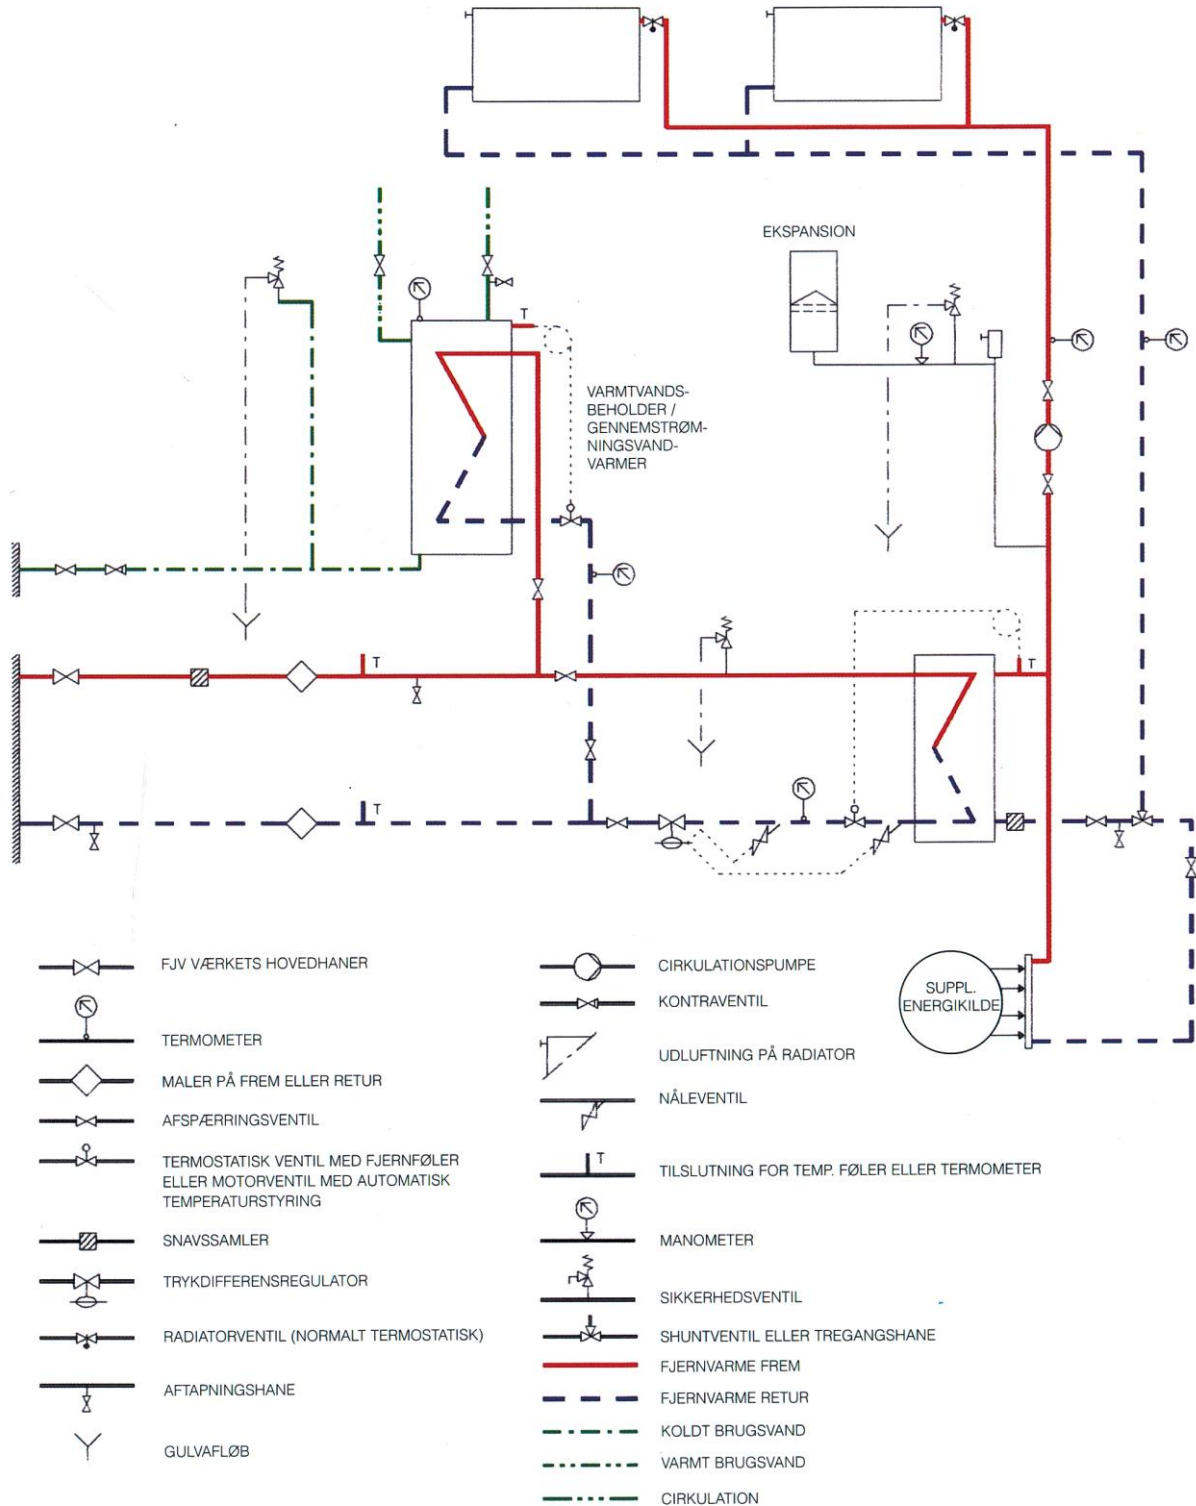 EKSPANSION
T
VARMTVANDS-
BEHOLDER /
GENNEMSTRØM-
NINGSVAND-
VARMER
T
T
T
SUPPL.
ENERGIKILDE
FJV VÆRKETS HOVEDHANER
TERMOMETER
MALER PÅ FREM ELLER RETUR
AFSPÆRRINGSVENTIL
TERMOSTATISK VENTIL MED FJERNFØLER
ELLER MOTORVENTIL MED AUTOMATISK
TEMPERATURSTYRING
SNAVSSAMLER
TRYKDIFFERENSREGULATOR
RADIATORVENTIL (NORMALT TERMOSTATISK)
AFTAPNINGSHANE
GULVAFLØB
CIRKULATIONSPUMPE
KONTRAVENTIL
UDLUFTNING PÅ RADIATOR
NÅLEVENTIL
T
TILSLUTNING FOR TEMP. FØLER ELLER TERMOMETER
MANOMETER
SIKKERHEDSVENTIL
SHUNTVENTIL ELLER TREGANGSHANE
FJERNVARME FREM
FJERNVARME RETUR
KOLDT BRUGSVAND
VARMT BRUGSVAND
CIRKULATION